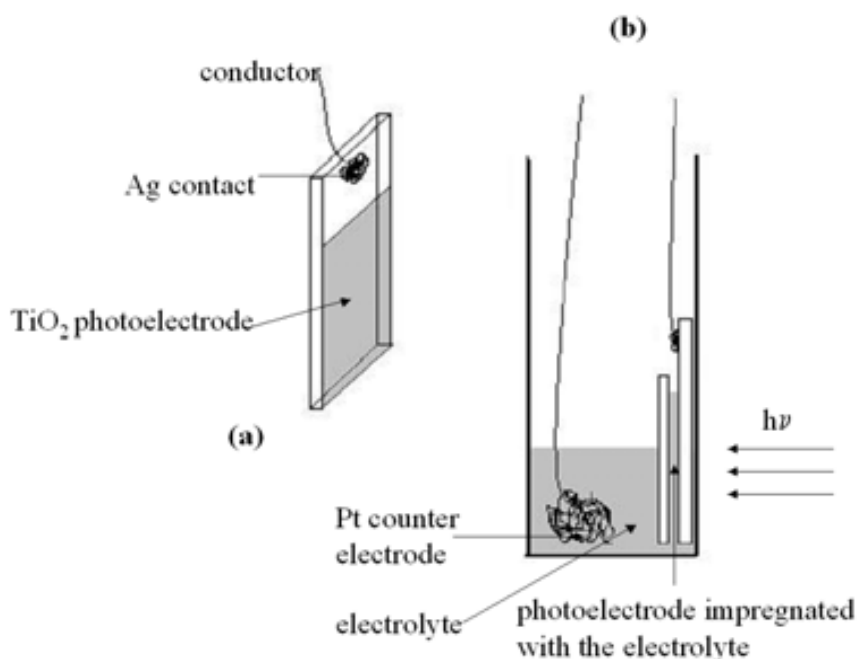 (b)
conductor
Ag contact
TiO₂ photoelectrode
(a)
hν
Pt counter
electrode
electrolyte
photoelectrode impregnated
with the electrolyte